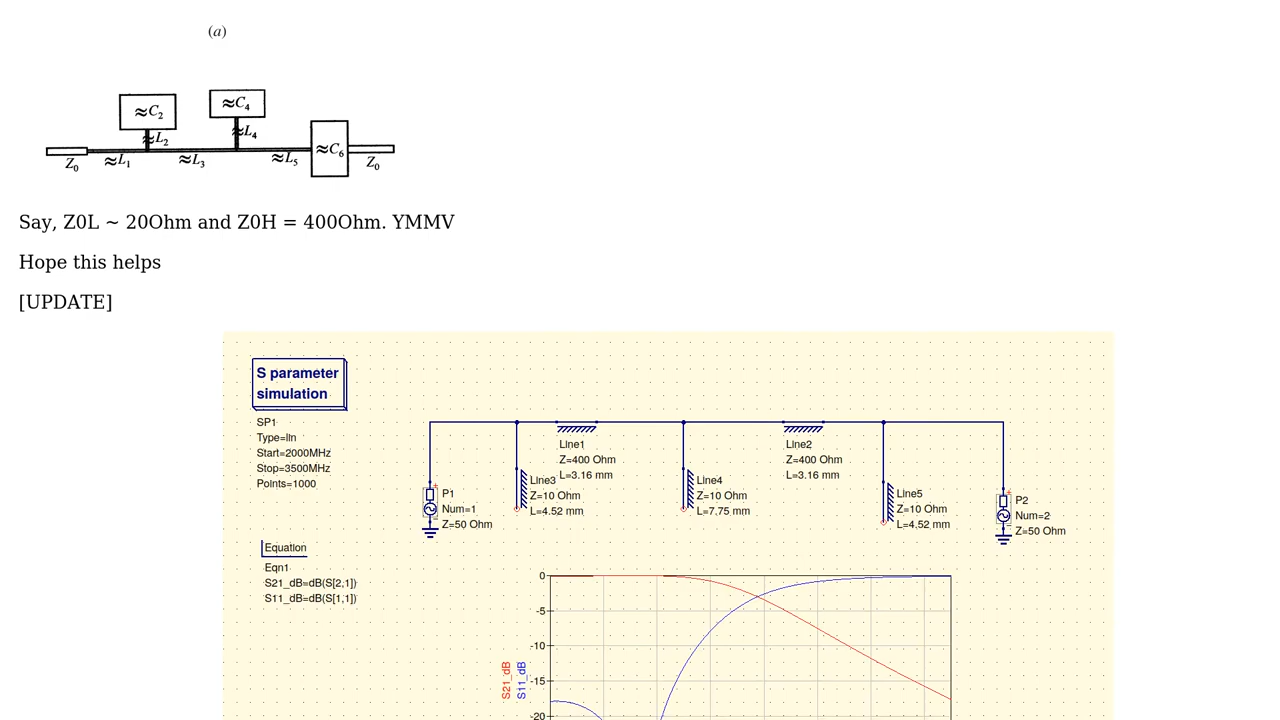 (a)
≈C2 ≈C4
≈L2 ≈L4
Z0 ≈L1 ≈L3 ≈L5 ≈C6 Z0
Say, Z0L ~ 20Ohm and Z0H = 400Ohm. YMMV
Hope this helps
[UPDATE]
S parameter
simulation
SP1
Type=lin
Start=2000MHz
Stop=3500MHz
Points=1000
Equation
Eqn1
S21_dB=dB(S[2,1])
S11_dB=dB(S[1,1])
P1
Num=1
Z=50 Ohm
Line3
Z=10 Ohm
L=4.52 mm
Line1
Z=400 Ohm
L=3.16 mm
Line4
Z=10 Ohm
L=7.75 mm
Line2
Z=400 Ohm
L=3.16 mm
Line5
Z=10 Ohm
L=4.52 mm
P2
Num=2
Z=50 Ohm
0
-5
-10
-15
-20
S21_dB
S11_dB